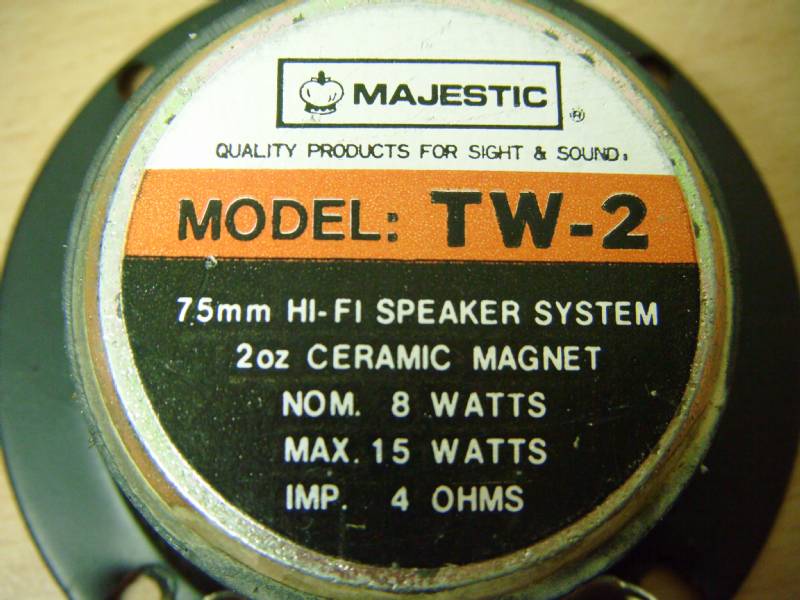 MAJESTIC ®
QUALITY PRODUCTS FOR SIGHT & SOUND.
MODEL: TW-2
75mm HI-FI SPEAKER SYSTEM
2oz CERAMIC MAGNET
NOM. 8 WATTS
MAX. 15 WATTS
IMP. 4 OHMS